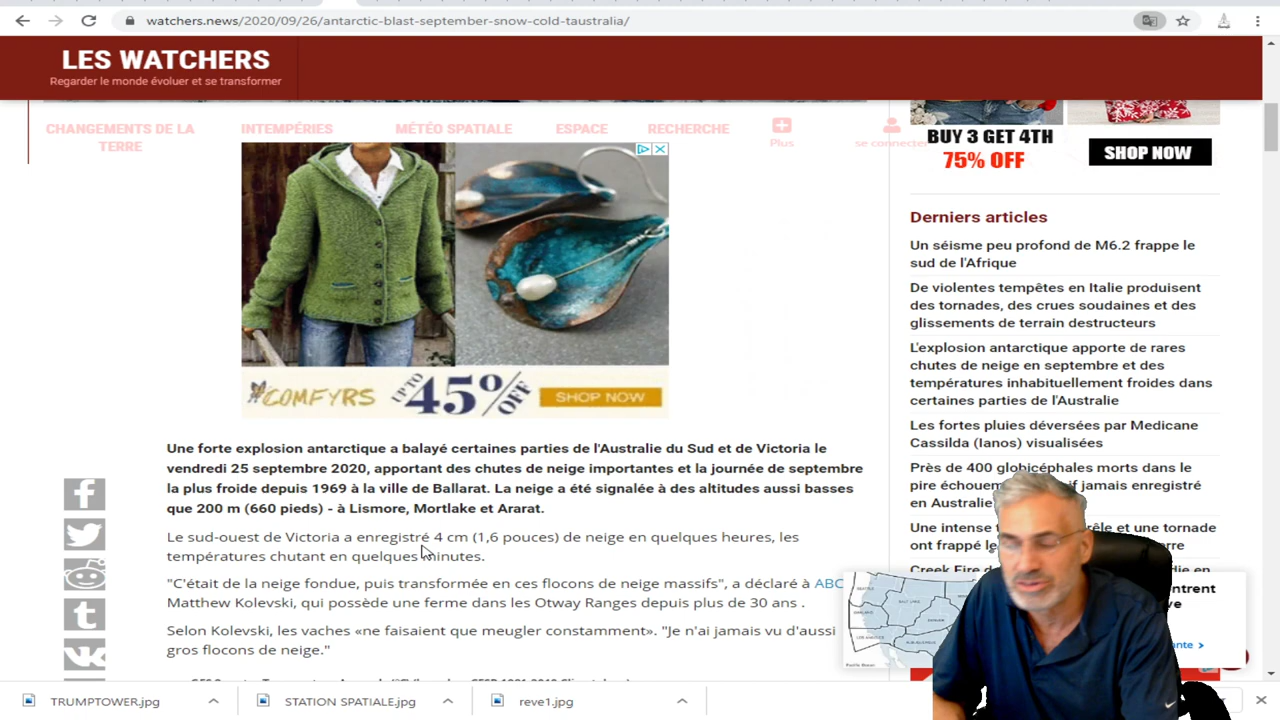 watchers.news/2020/09/26/antarctic-blast-september-snow-cold-taustralia/
LES WATCHERS
Regarder le monde évoluer et se transformer
CHANGEMENTS DE LA
TERRE
INTEMPÉRIES
MÉTÉO SPATIALE
ESPACE
RECHERCHE
Plus
se connecter
BUY 3 GET 4TH
75% OFF
SHOP NOW
COMFYRS
UP TO
45% OFF
SHOP NOW
Une forte explosion antarctique a balayé certaines parties de l'Australie du Sud et de Victoria le
vendredi 25 septembre 2020, apportant des chutes de neige importantes et la journée de septembre
la plus froide depuis 1969 à la ville de Ballarat. La neige a été signalée à des altitudes aussi basses
que 200 m (660 pieds) - à Lismore, Mortlake et Ararat.
Le sud-ouest de Victoria a enregistré 4 cm (1,6 pouces) de neige en quelques heures, les
températures chutant en quelques minutes.
"C'était de la neige fondue, puis transformée en ces flocons de neige massifs", a déclaré à ABC
Matthew Kolevski, qui possède une ferme dans les Otway Ranges depuis plus de 30 ans .
Selon Kolevski, les vaches «ne faisaient que meugler constamment». "Je n'ai jamais vu d'aussi
gros flocons de neige."
Derniers articles
Un séisme peu profond de M6.2 frappe le
sud de l'Afrique
De violentes tempêtes en Italie produisent
des tornades, des crues soudaines et des
glissements de terrain destructeurs
L'explosion antarctique apporte de rares
chutes de neige en septembre et des
températures inhabituellement froides dans
certaines parties de l'Australie
Les fortes pluies déversées par Medicane
Cassilda (Ianos) visualisées
Près de 400 globicéphales morts dans le
pire échouement jamais enregistré
en Australie
Une intense rêle et une tornade
ont frappé
Creek Fire
TRUMPTOWER.jpg
STATION SPATIALE.jpg
reve1.jpg